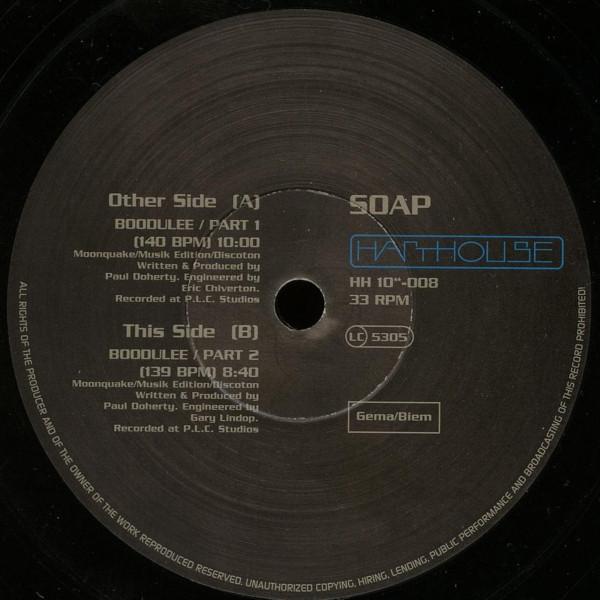 Other Side (A)
BOODULEE / PART 1
(140 BPM) 10:00
Moonquake/Musik Edition/Discoton
Written & Produced by
Paul Doherty. Engineered by
Eric Chiverton.
Recorded at P.L.C. Studios
This Side (B)
BOODULEE / PART 2
(139 BPM) 8:40
Moonquake/Musik Edition/Discoton
Written & Produced by
Paul Doherty. Engineered by
Gary Lindop.
Recorded at P.L.C. Studios
SOAP
HARTHOUSE
HH 10"-008
33 RPM
LC 5305
Gema/Biem
ALL RIGHTS OF THE PRODUCER AND OF THE OWNER OF THE WORK REPRODUCED RESERVED. UNAUTHORIZED COPYING, HIRING, LENDING, PUBLIC PERFORMANCE AND BROADCASTING OF THIS RECORD PROHIBITED!